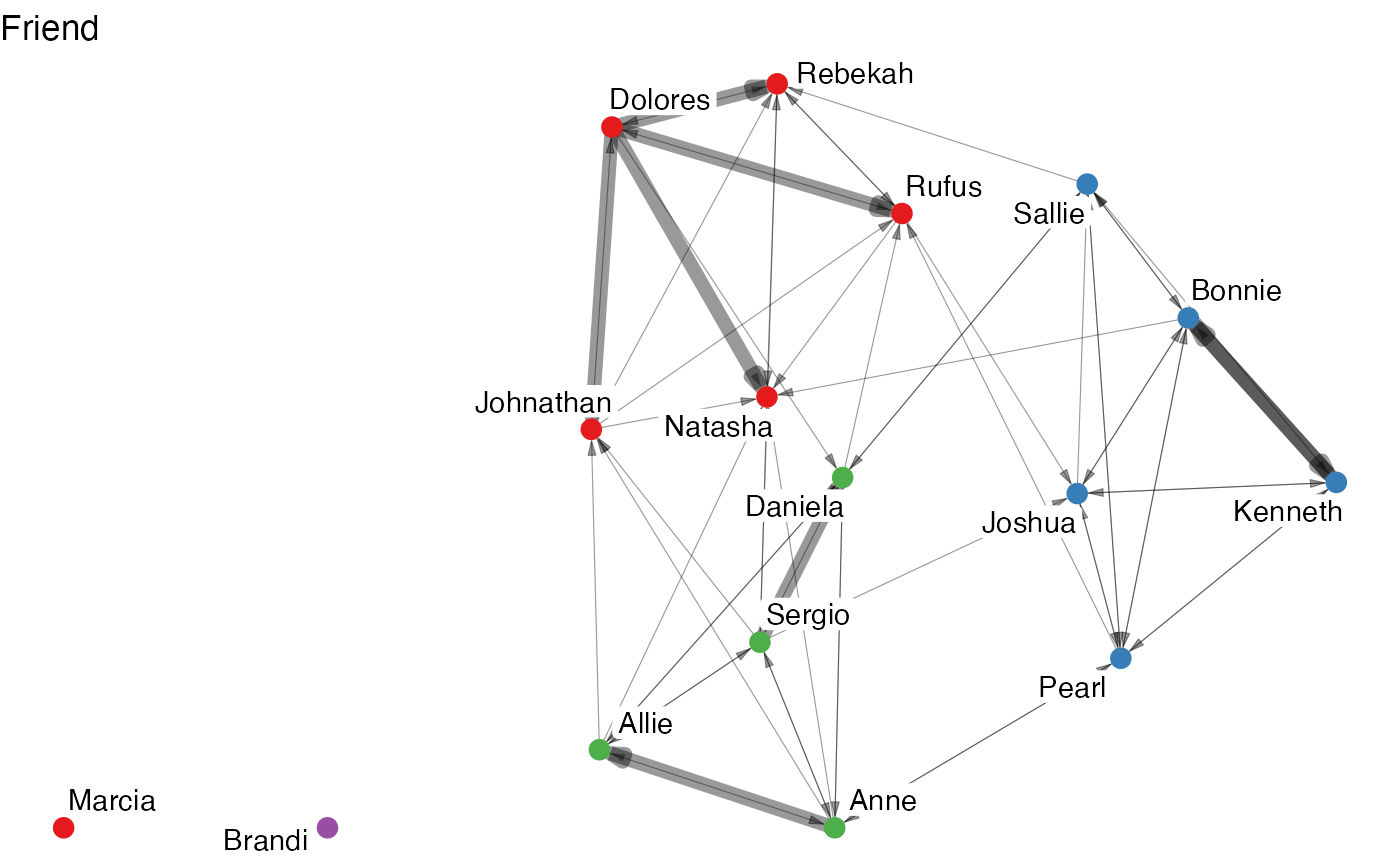 Friend
Rebekah
Dolores
Rufus
Sallie
Bonnie
Johnathan
Natasha
Daniela
Kenneth
Joshua
Sergio
Pearl
Allie
Marcia
Anne
Brandi